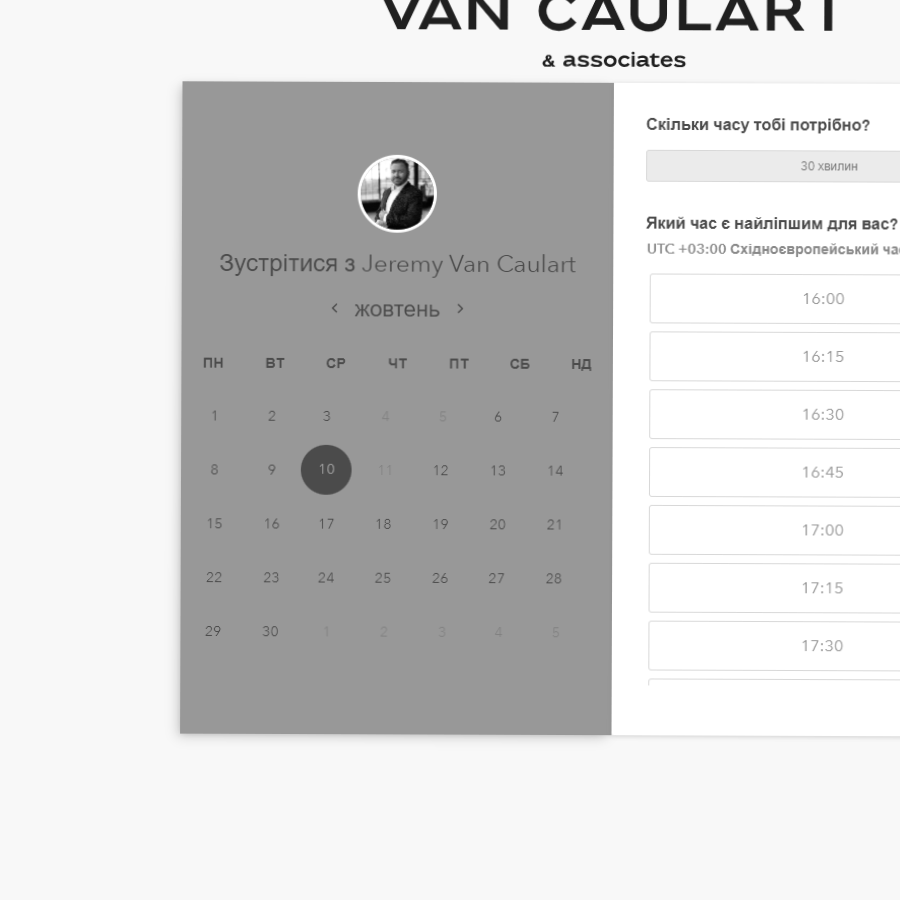 VAN CAULART
& associates
Зустрітися з Jeremy Van Caulart
жовтень
ПН ВТ СР ЧТ ПТ СБ НД
1 2 3 4 5 6 7
8 9 10 11 12 13 14
15 16 17 18 19 20 21
22 23 24 25 26 27 28
29 30 1 2 3 4 5
Скільки часу тобі потрібно?
30 хвилин
Який час є найліпшим для вас?
UTC +03:00 Східноєвропейський
16:00
16:15
16:30
16:45
17:00
17:15
17:30